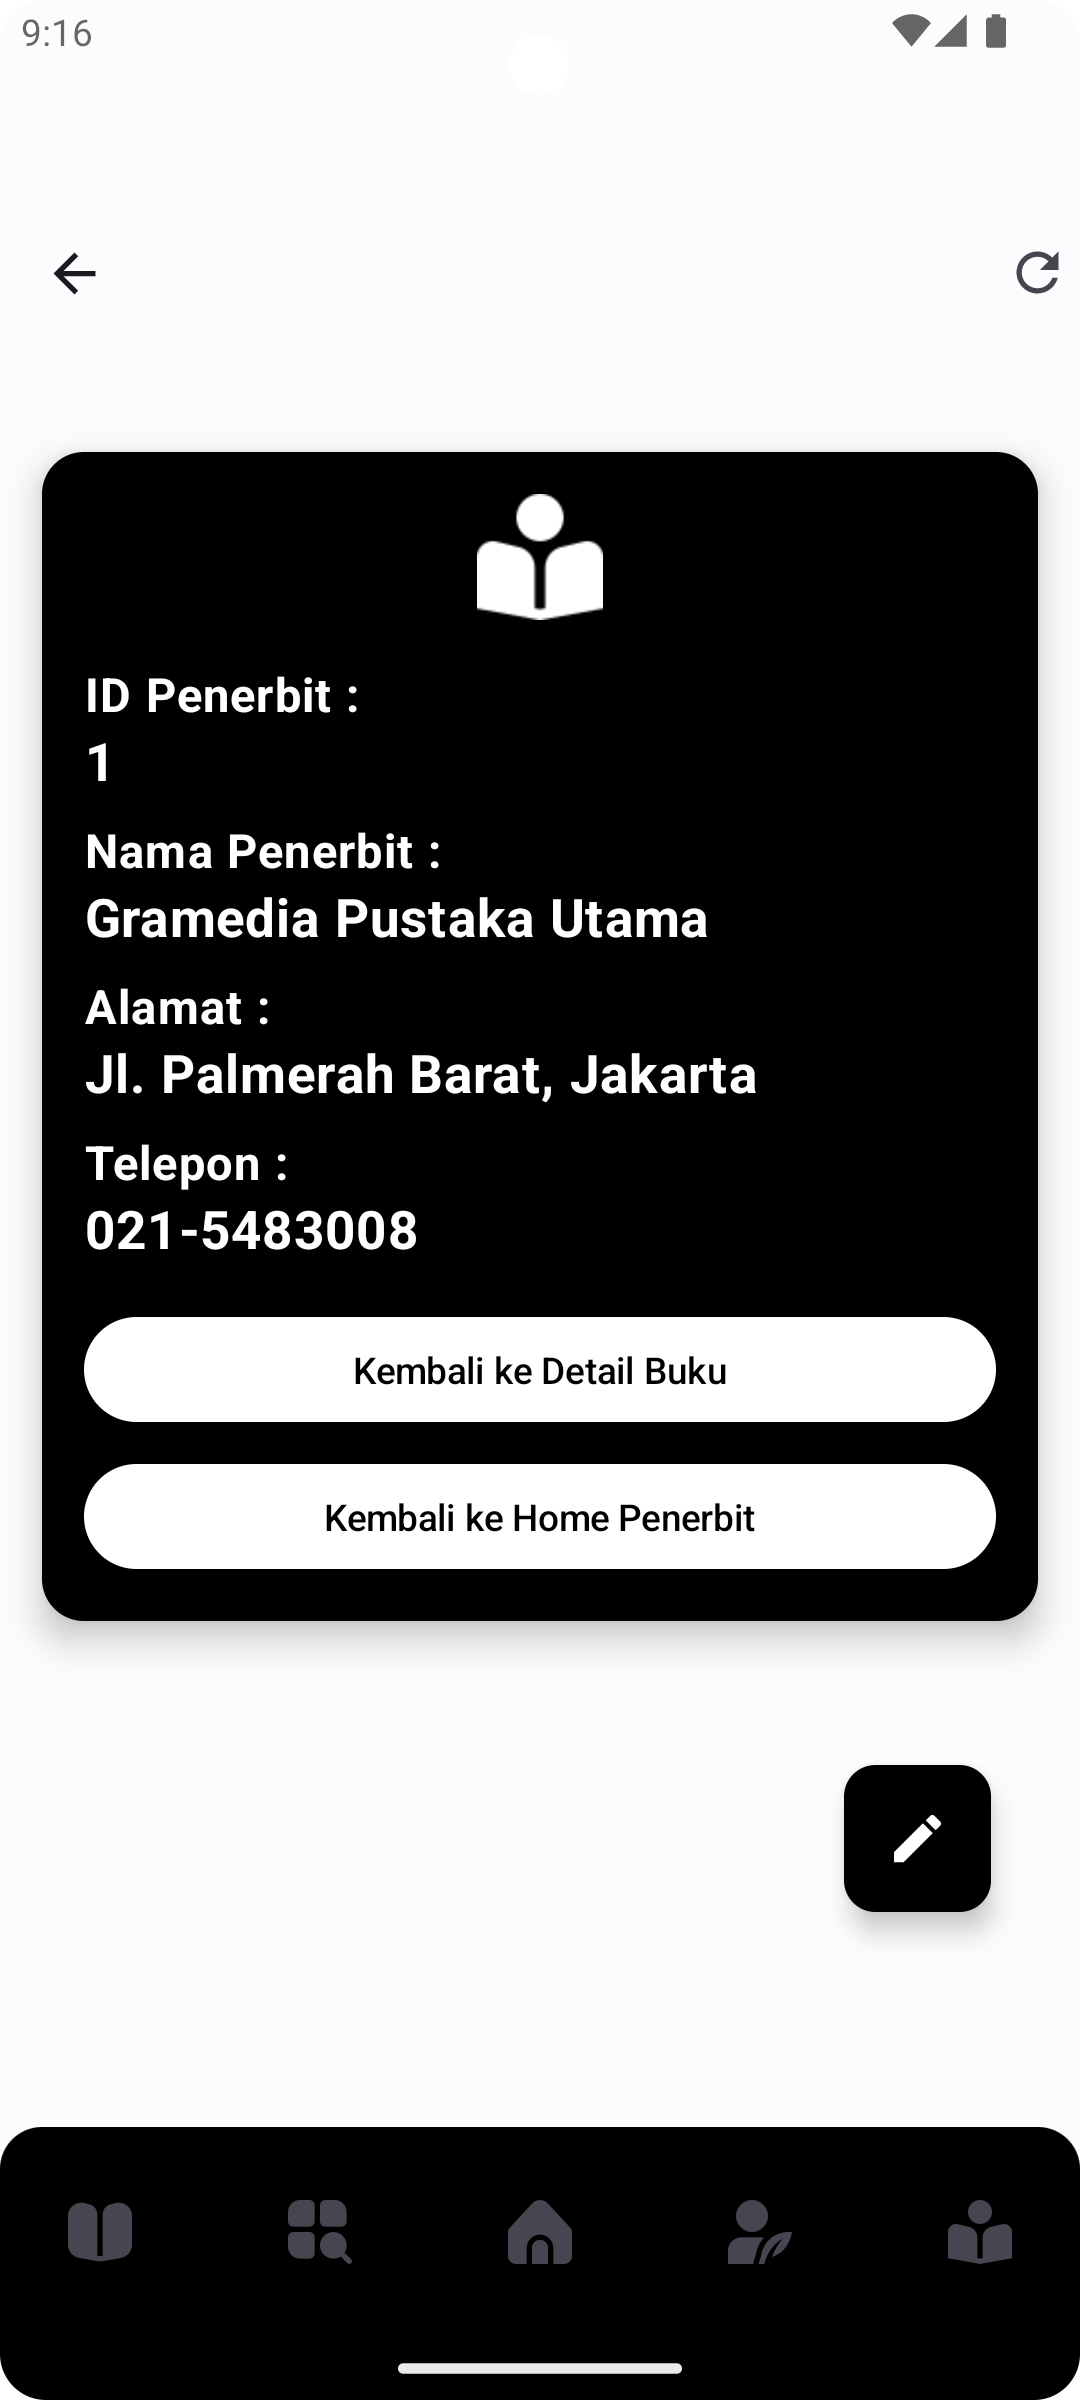 9:16
ID Penerbit :
1
Nama Penerbit :
Gramedia Pustaka Utama
Alamat :
Jl. Palmerah Barat, Jakarta
Telepon :
021-5483008
Kembali ke Detail Buku
Kembali ke Home Penerbit